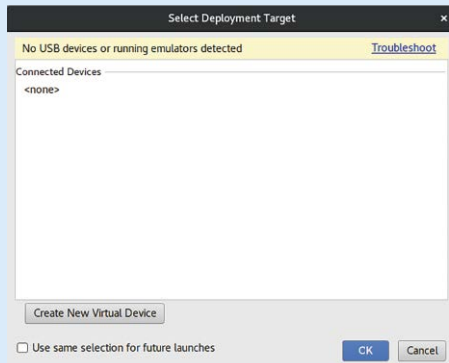 Select Deployment Target
No USB devices or running emulators detected Troubleshoot
Connected Devices
<none>
Create New Virtual Device
Use same selection for future launches
CK Cancel